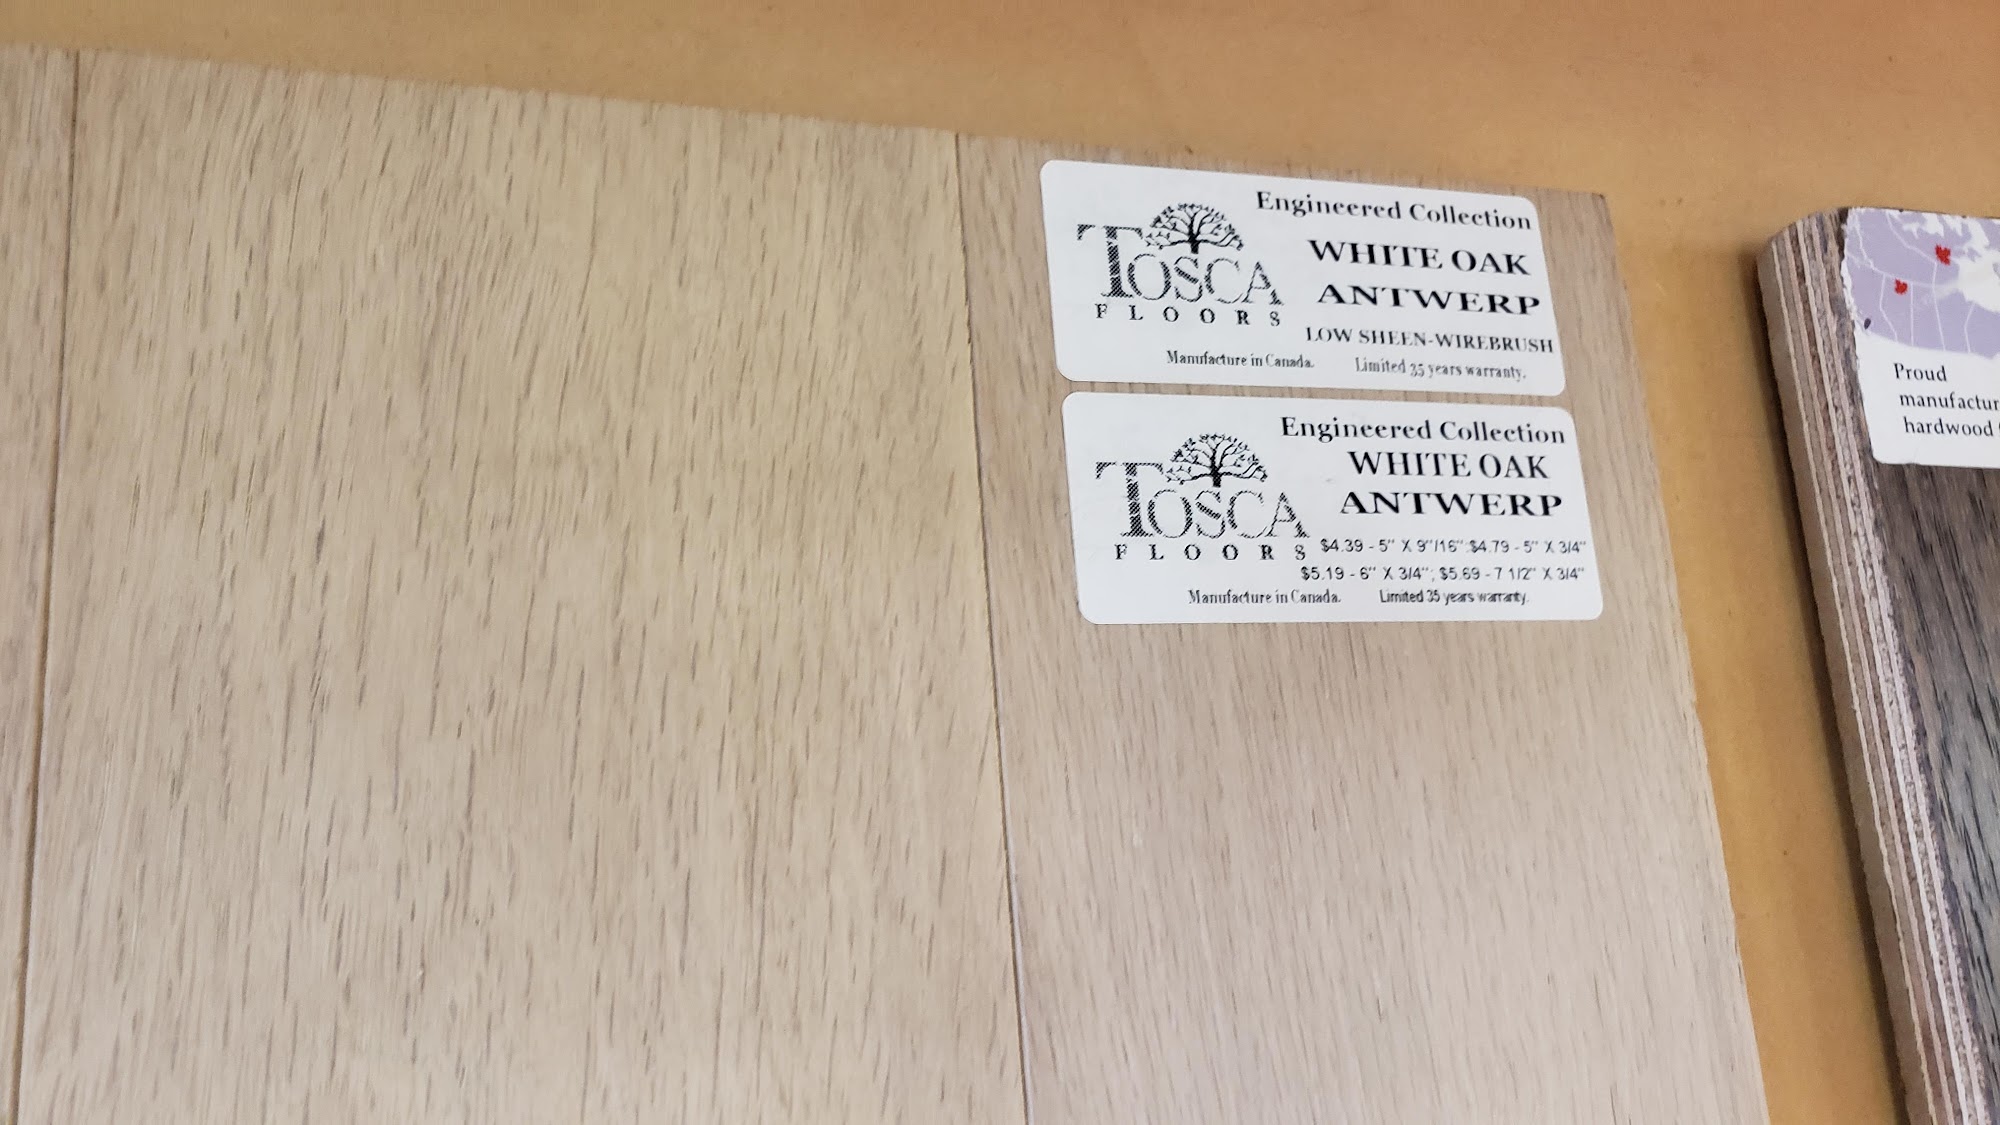 Engineered Collection
TOSCA
FLOORS
WHITE OAK
ANTWERP
LOW SHEEN-WIREBRUSH
Manufacture in Canada. Limited 35 years warranty.
Engineered Collection
TOSCA
FLOORS
WHITE OAK
ANTWERP
$4.39 - 5" X 9"/16":$4.79 - 5" X 3/4"
$5.19 - 6" X 3/4"; $5.69 - 7 1/2" X 3/4"
Manufacture in Canada. Limited 35 years warranty.
Proud
manufactur
hardwood